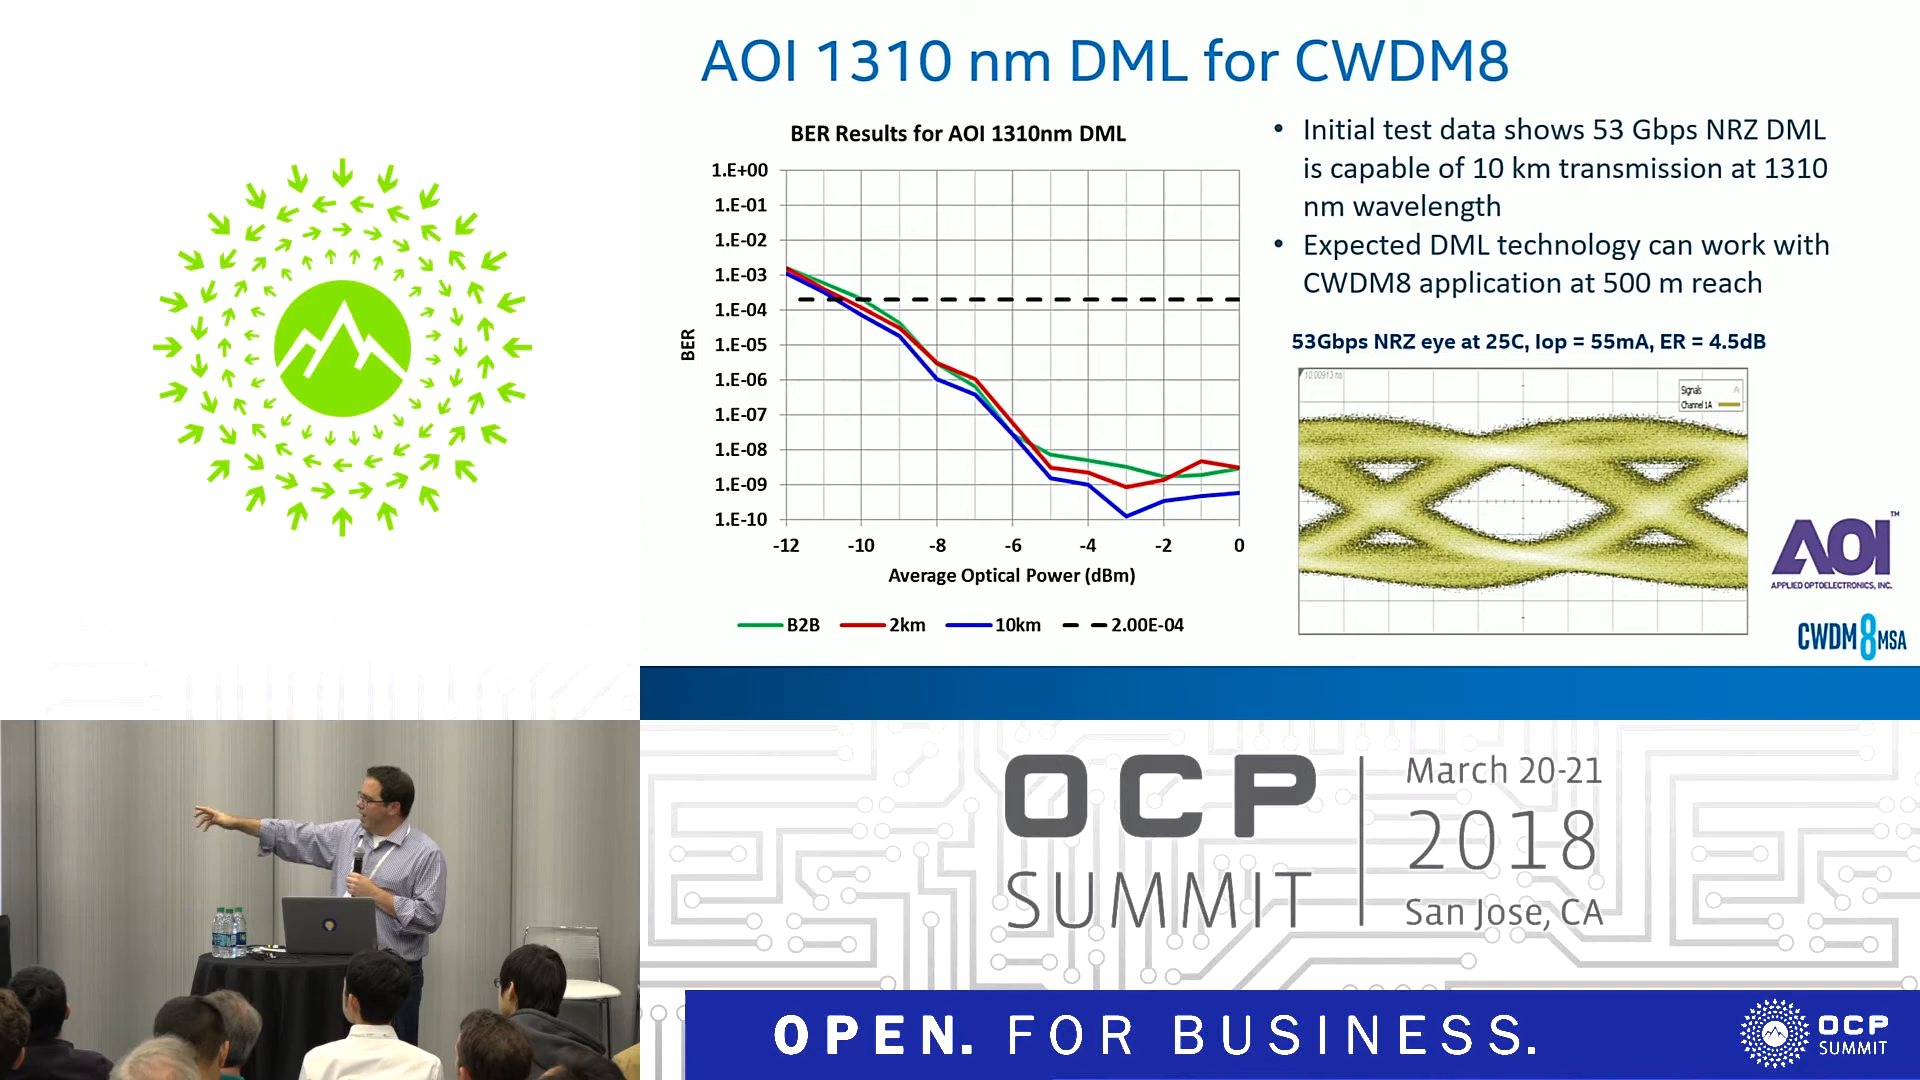 AOI 1310 nm DML for CWDM8
BER Results for AOI 1310nm DML
1.E+00
1.E-01
1.E-02
1.E-03
1.E-04
1.E-05
1.E-06
1.E-07
1.E-08
1.E-09
1.E-10
BER
-12 -10 -8 -6 -4 -2 0
Average Optical Power (dBm)
B2B 2km 10km 2.00E-04
• Initial test data shows 53 Gbps NRZ DML
is capable of 10 km transmission at 1310
nm wavelength
• Expected DML technology can work with
CWDM8 application at 500 m reach
53Gbps NRZ eye at 25C, Iop = 55mA, ER = 4.5dB
10.00913 ns
Signals
Channel 1A
AOI™
APPLIED OPTOELECTRONICS, INC.
CWDM8MSA
OCP
SUMMIT
March 20-21
2018
San Jose, CA
OPEN. FOR BUSINESS.
OCP
SUMMIT